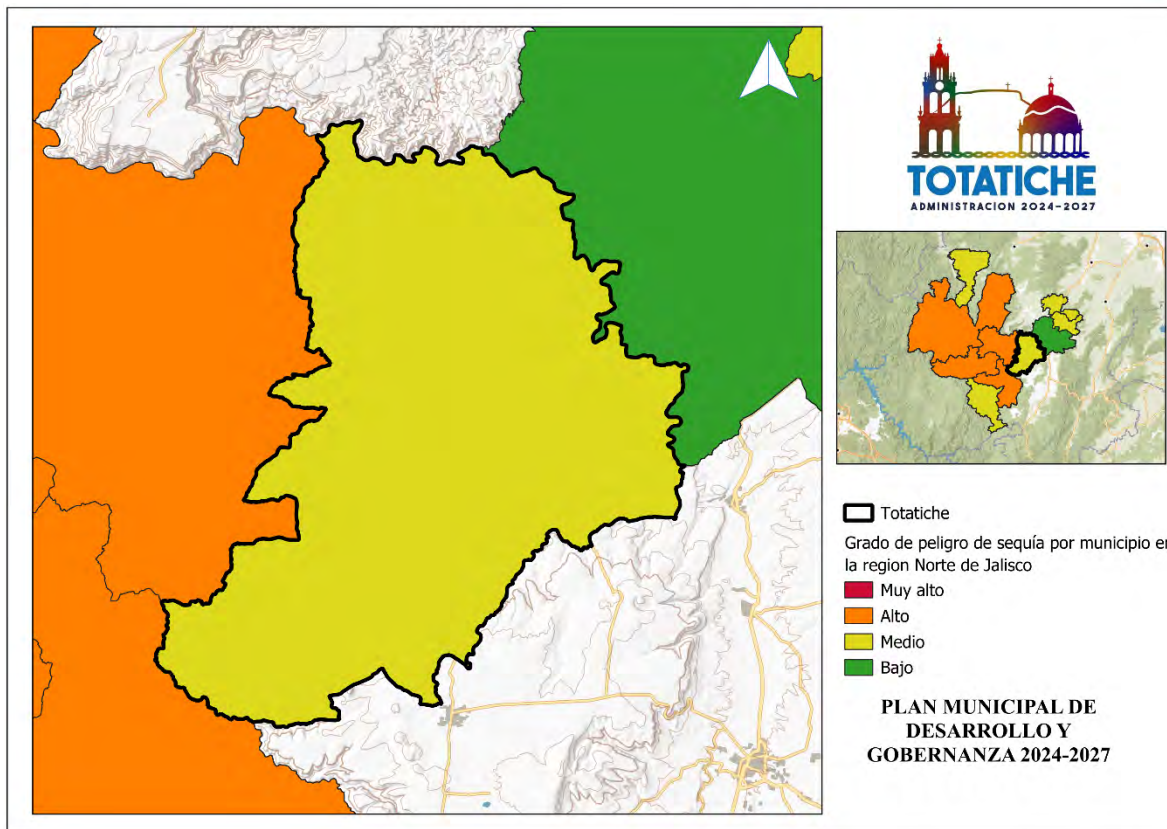 TOTATICHE
ADMINISTRACION 2024-2027
Totatiche
Grado de peligro de sequía por municipio en
la region Norte de Jalisco
Muy alto
Alto
Medio
Bajo
PLAN MUNICIPAL DE
DESARROLLO Y
GOBERNANZA 2024-2027